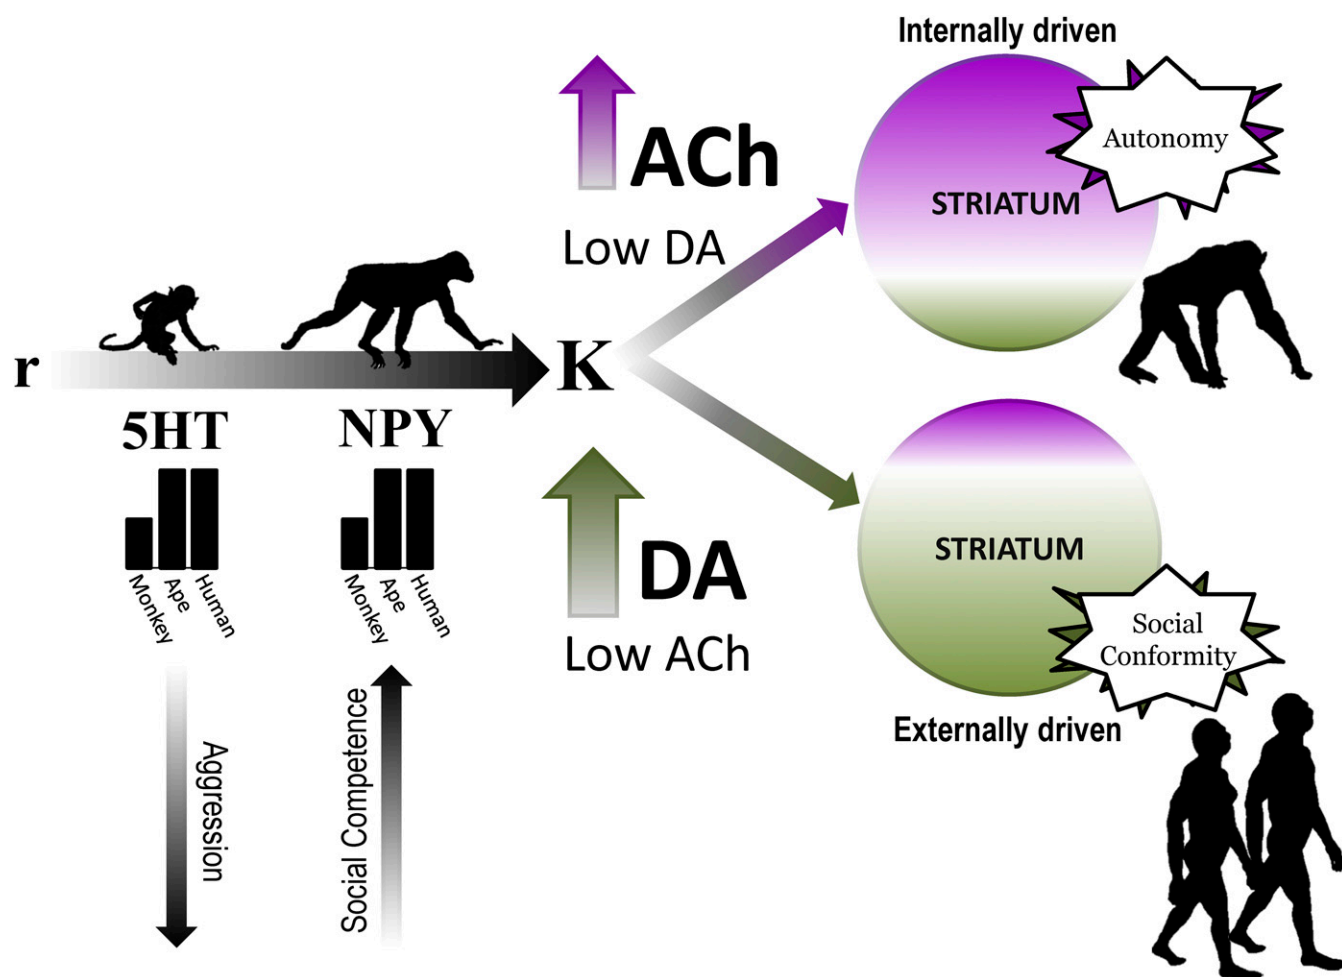 Internally driven
Autonomy
STRIATUM
ACh
Low DA
r
K
5HT
NPY
Monkey
Ape
Human
Monkey
Ape
Human
DA
Low ACh
STRIATUM
Social
Conformity
Externally driven
Aggression
Social Competence